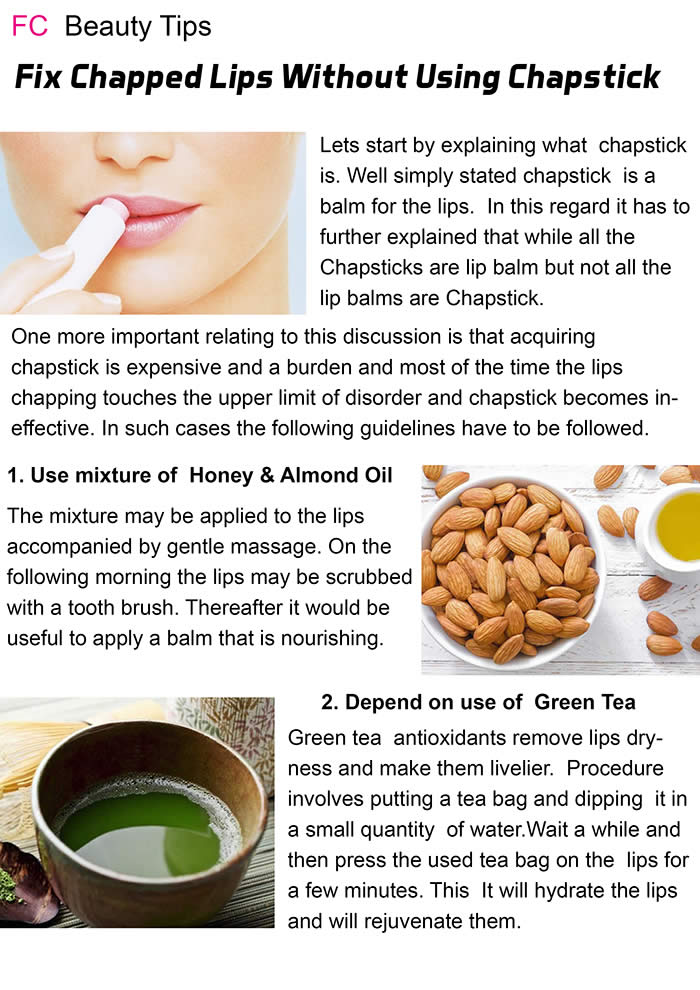 FC Beauty Tips
Fix Chapped Lips Without Using Chapstick
Lets start by explaining what chapstick
is. Well simply stated chapstick is a
balm for the lips. In this regard it has to
further explained that while all the
Chapsticks are lip balm but not all the
lip balms are Chapstick.
One more important relating to this discussion is that acquiring
chapstick is expensive and a burden and most of the time the lips
chapping touches the upper limit of disorder and chapstick becomes in-
effective. In such cases the following guidelines have to be followed.
1. Use mixture of Honey & Almond Oil
The mixture may be applied to the lips
accompanied by gentle massage. On the
following morning the lips may be scrubbed
with a tooth brush. Thereafter it would be
useful to apply a balm that is nourishing.
2. Depend on use of Green Tea
Green tea antioxidants remove lips dry-
ness and make them livelier. Procedure
involves putting a tea bag and dipping it in
a small quantity of water.Wait a while and
then press the used tea bag on the lips for
a few minutes. This It will hydrate the lips
and will rejuvenate them.